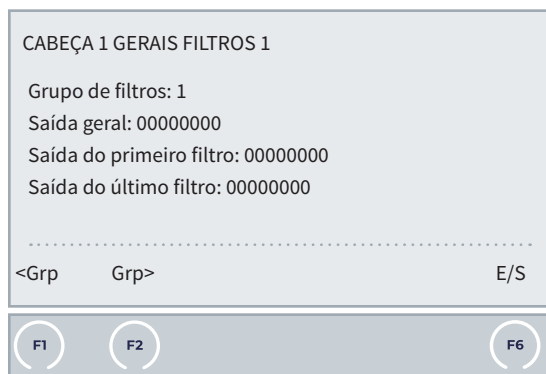 CABEÇA 1 GERAIS FILTROS 1
Grupo de filtros: 1
Saída geral: 00000000
Saída do primeiro filtro: 00000000
Saída do último filtro: 00000000
<Grp Grp> E/S
F1 F2 F6